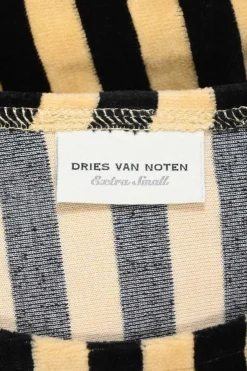 DRIES VAN NOTEN
Extra Small